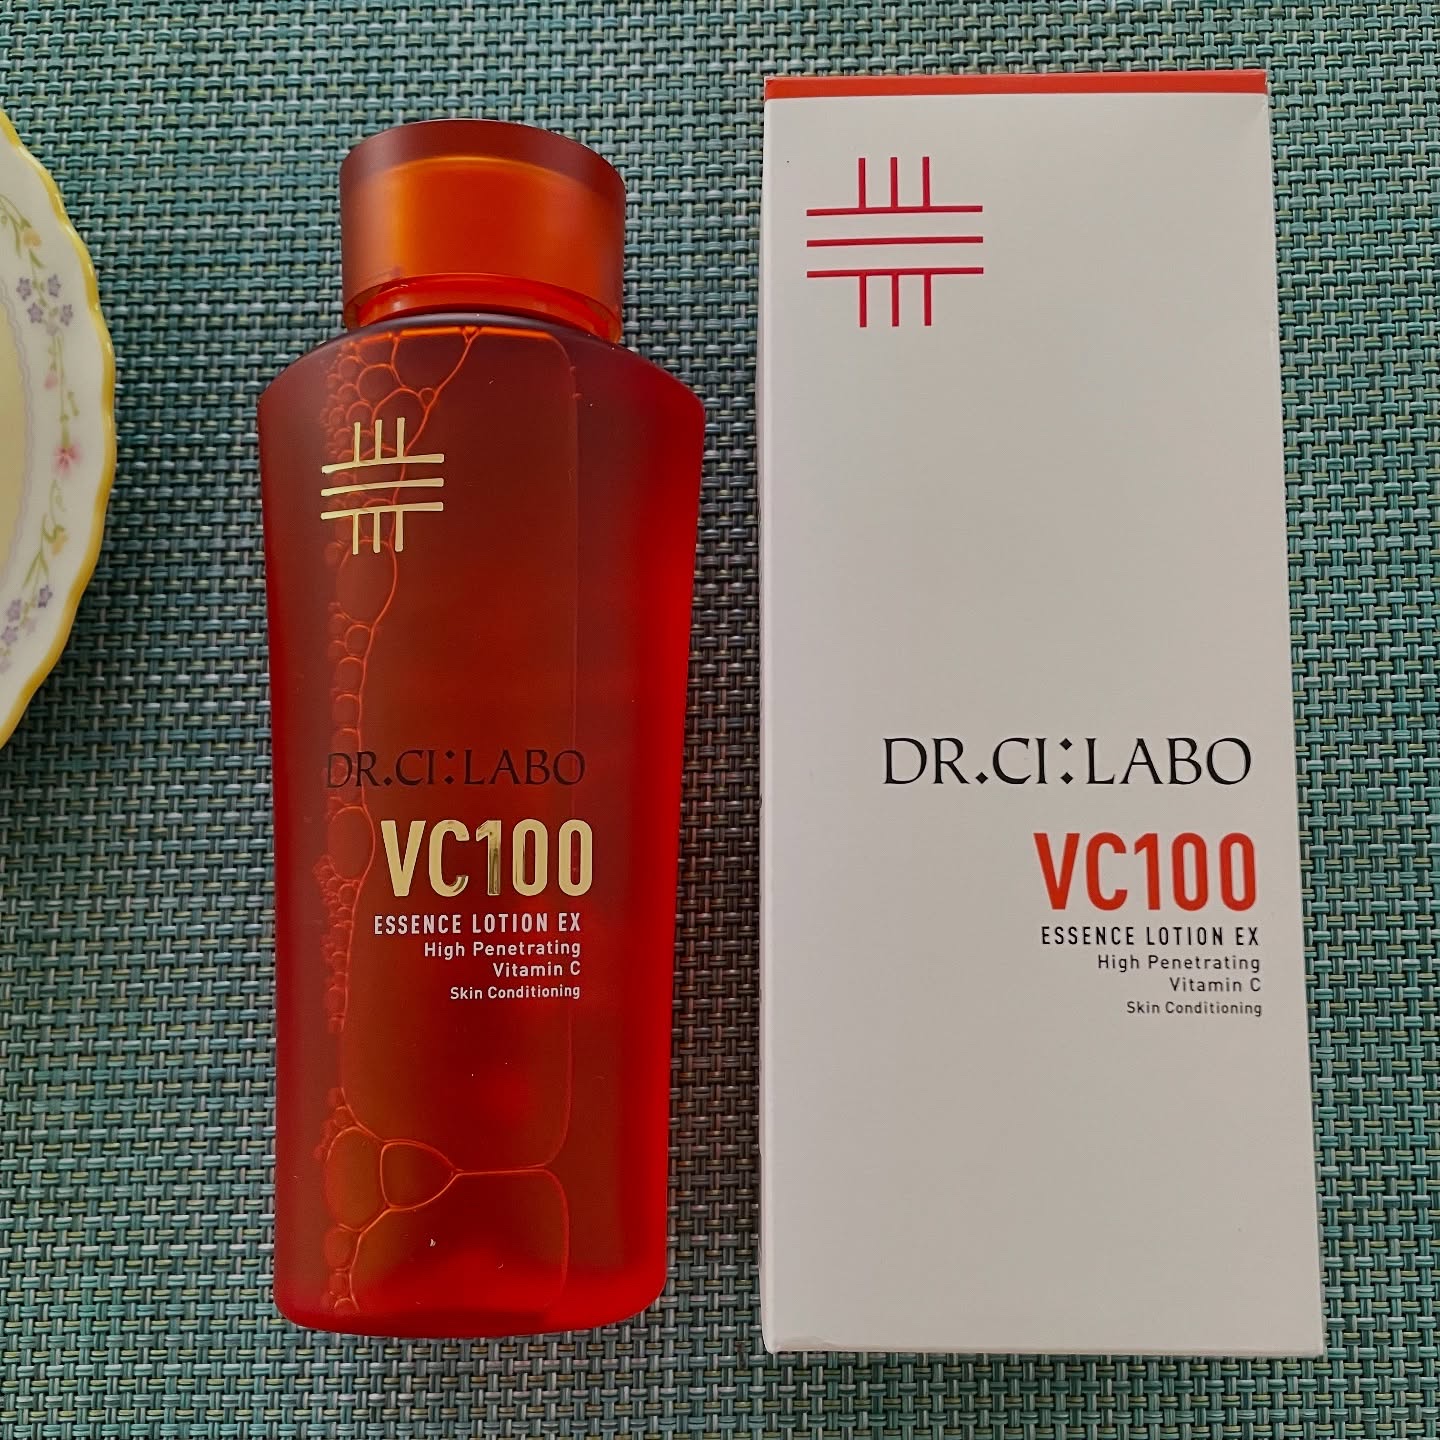 DR.CI:LABO
VC100
ESSENCE LOTION EX
High Penetrating
Vitamin C
Skin Conditioning
DR.CI:LABO
VC100
ESSENCE LOTION EX
High Penetrating
Vitamin C
Skin Conditioning